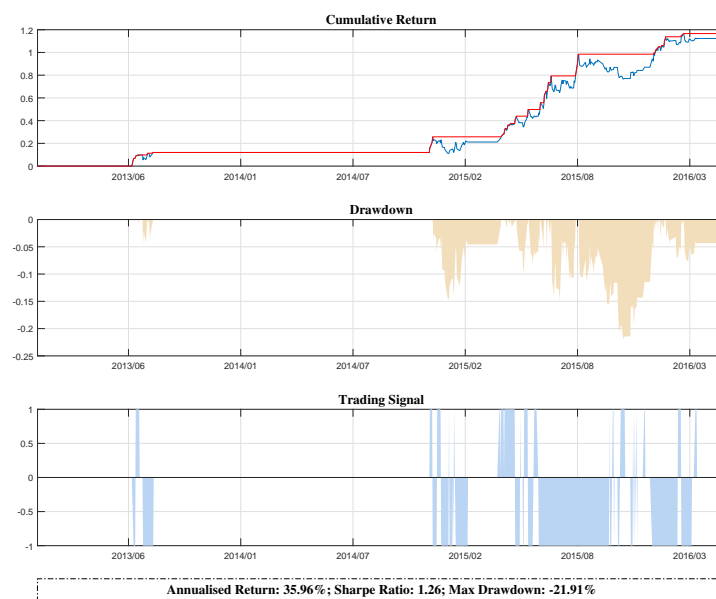 Cumulative Return
1.2
1
0.8
0.6
0.4
0.2
0
2013/06 2014/01 2014/07 2015/02 2015/08 2016/03
Drawdown
0
-0.05
-0.1
-0.15
-0.2
-0.25
2013/06 2014/01 2014/07 2015/02 2015/08 2016/03
Trading Signal
1
0.5
0
-0.5
-1
2013/06 2014/01 2014/07 2015/02 2015/08 2016/03
Annualised Return: 35.96%; Sharpe Ratio: 1.26; Max Drawdown: -21.91%